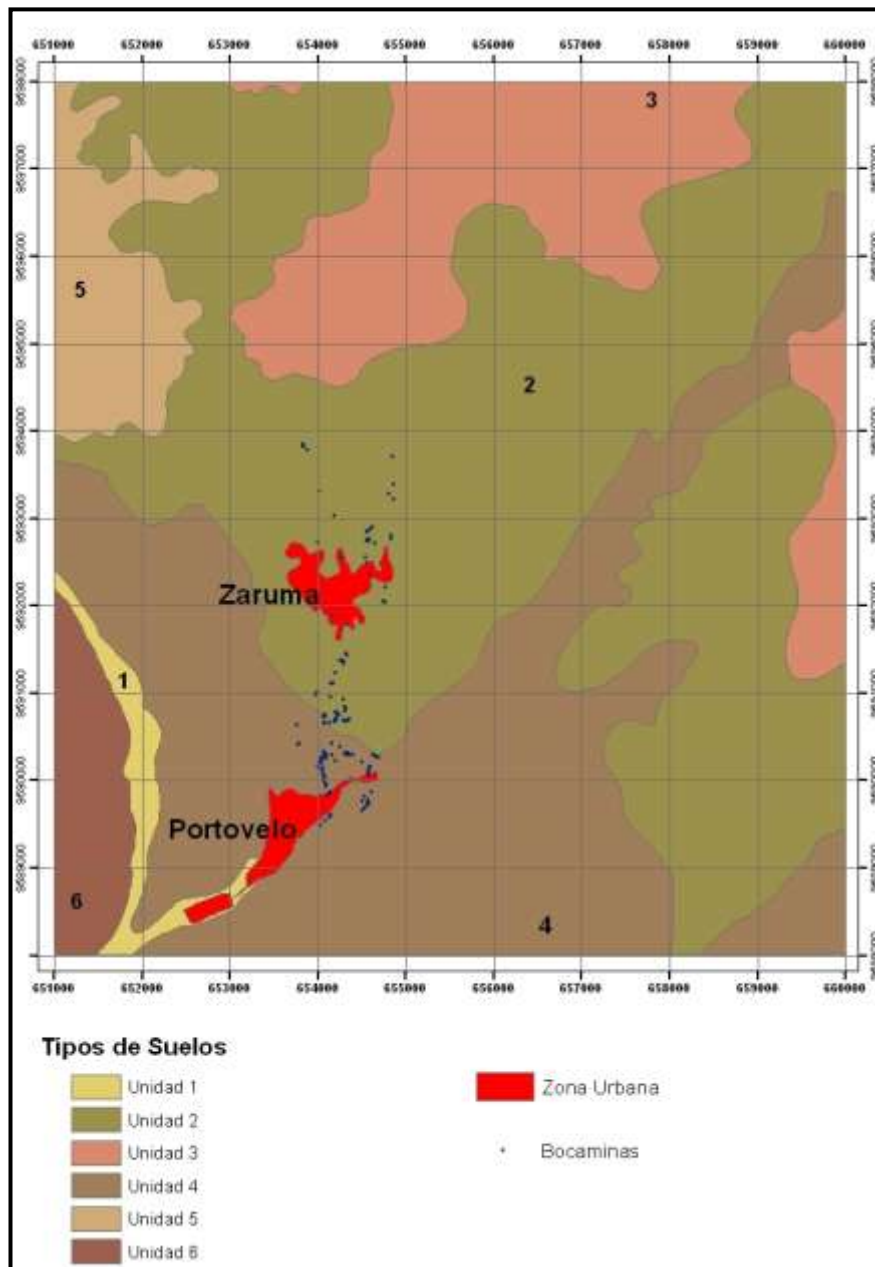 651000 652000 653000 654000 655000 656000 657000 658000 659000 660000
3
5
2
Zaruma
1
Portovelo
6
4
651000 652000 653000 654000 655000 656000 657000 658000 659000 660000
Tipos de Suelos
Unidad 1
Unidad 2
Unidad 3
Unidad 4
Unidad 5
Unidad 6
Zona Urbana
Bocaminas